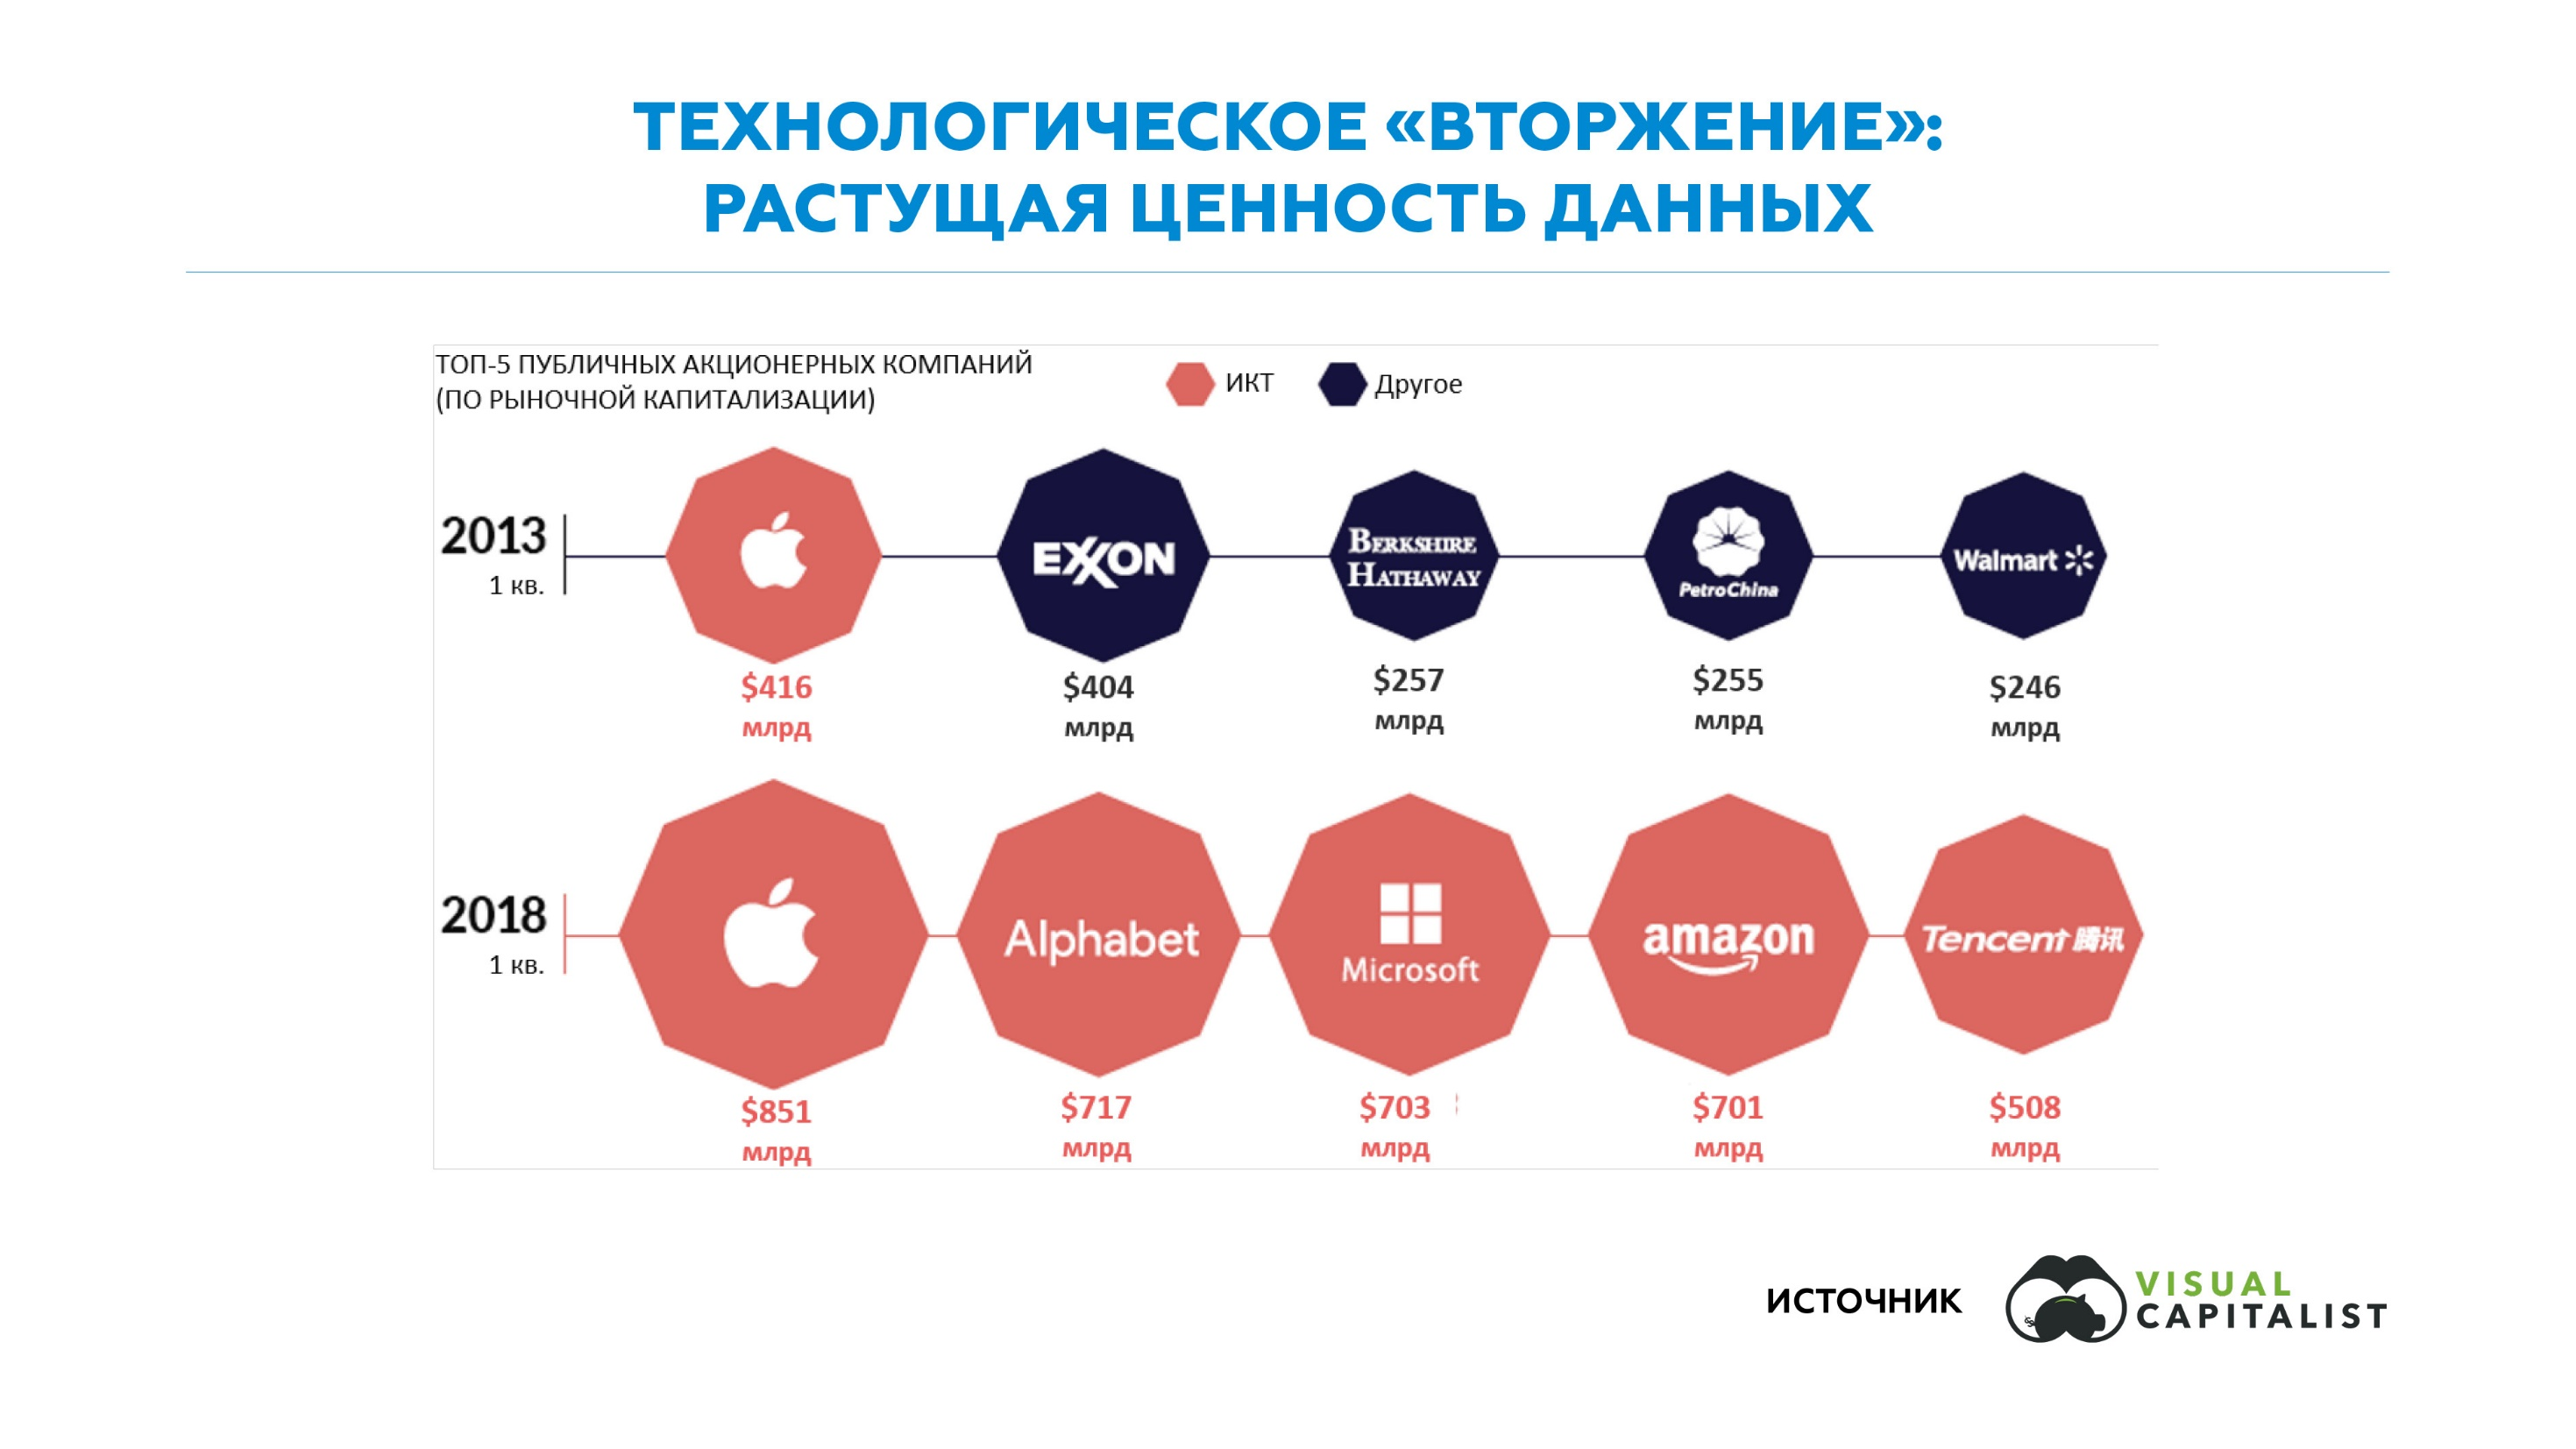 ТЕХНОЛОГИЧЕСКОЕ «ВТОРЖЕНИЕ»:
РАСТУЩАЯ ЦЕННОСТЬ ДАННЫХ
ТОП-5 ПУБЛИЧНЫХ АКЦИОНЕРНЫХ КОМПАНИЙ
(ПО РЫНОЧНОЙ КАПИТАЛИЗАЦИИ)
ИКТ
Другое
2013
1 кв.
EXXON
BERKSHIRE
HATHAWAY
PetroChina
Walmart
$416
млрд
$404
млрд
$257
млрд
$255
млрд
$246
млрд
2018
1 кв.
Alphabet
Microsoft
amazon
Tencent 腾讯
$851
млрд
$717
млрд
$703
млрд
$701
млрд
$508
млрд
ИСТОЧНИК
VISUAL
CAPITALIST